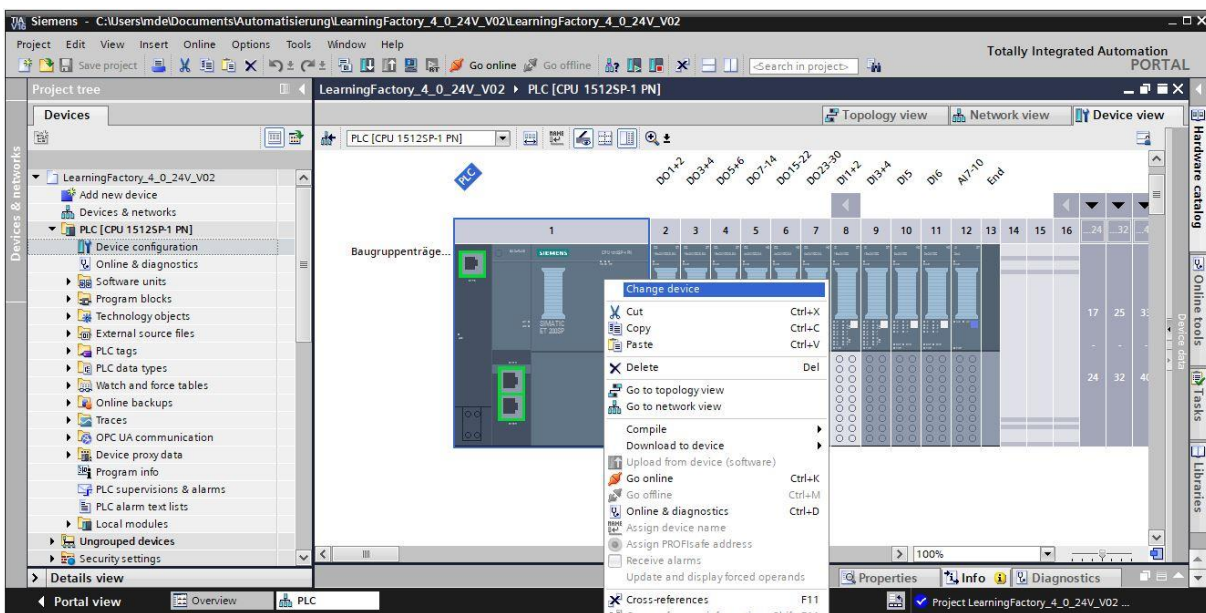 Siemens - C:\Users\mde\Documents\Automatisierung\LearningFactory_4_0_24V_V02\LearningFactory_4_0_24V_V02
Project Edit View Insert Online Options Tools Window Help
Totally Integrated Automation
PORTAL
Save project Go online Go offline <Search in project>
Project tree
LearningFactory_4_0_24V_V02 PLC [CPU 1512SP-1 PN]
Devices
Topology view Network view Device view
PLC [CPU 1512SP-1 PN]
Devices & networks
LearningFactory_4_0_24V_V02
Add new device
Devices & networks
PLC [CPU 1512SP-1 PN]
Device configuration
Online & diagnostics
Software units
Program blocks
Technology objects
External source files
PLC tags
PLC data types
Watch and force tables
Online backups
Traces
OPC UA communication
Device proxy data
Program info
PLC supervisions & alarms
PLC alarm text lists
Local modules
Ungrouped devices
Security settings
Details view
PLC
DO1+2 DO3+4 DO5+6 DO7-14 DO15-22 DO23-30 DI1+2 DI3+4 DI5 DI6 AI7-10 End
1 2 3 4 5 6 7 8 9 10 11 12 13 14 15 16 ...24 ...32
Baugruppenträge...
SIEMENS
SIMATIC
ET 200SP
17 25
- -
24 32
Change device
Cut Ctrl+X
Copy Ctrl+C
Paste Ctrl+V
Delete Del
Go to topology view
Go to network view
Compile
Download to device
Upload from device (software)
Go online Ctrl+K
Go offline Ctrl+M
Online & diagnostics Ctrl+D
Assign device name
Assign PROFIsafe address
Receive alarms
Update and display forced operands
Cross-references F11
100%
Properties Info Diagnostics
Device data
Hardware catalog
Online tools
Tasks
Libraries
Portal view Overview PLC
Project LearningFactory_4_0_24V_V02 ...